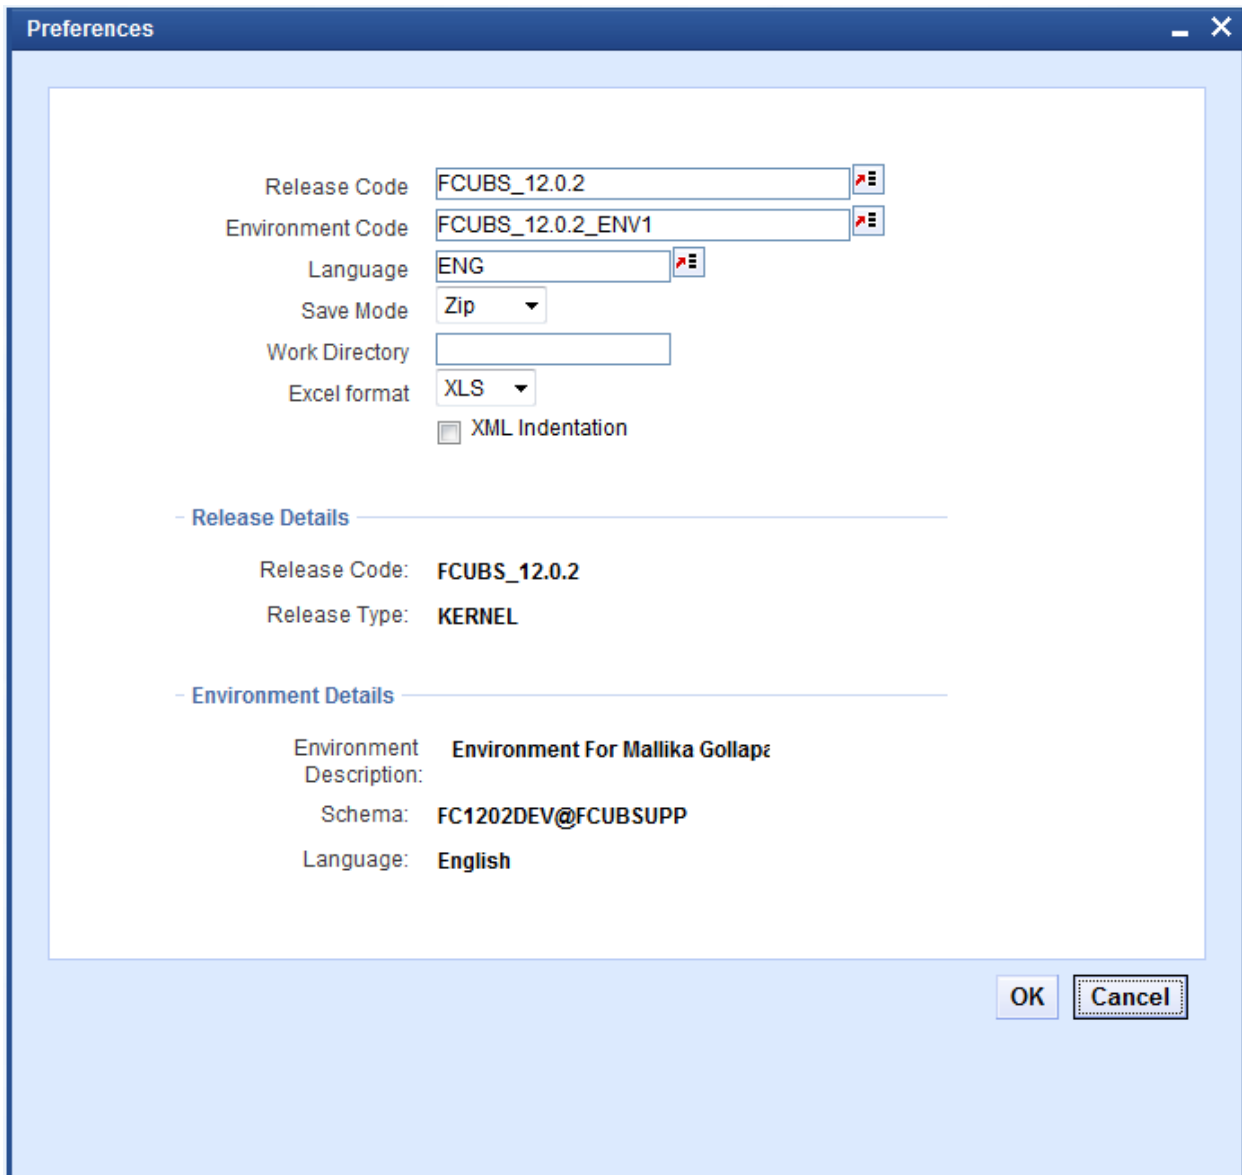 Preferences
Release Code FCUBS_12.0.2
Environment Code FCUBS_12.0.2_ENV1
Language ENG
Save Mode Zip
Work Directory
Excel format XLS
XML Indentation
Release Details
Release Code: FCUBS_12.0.2
Release Type: KERNEL
Environment Details
Environment Description: Environment For Mallika
Schema: FC1202DEV@FCUBSUPP
Language: English
OK Cancel